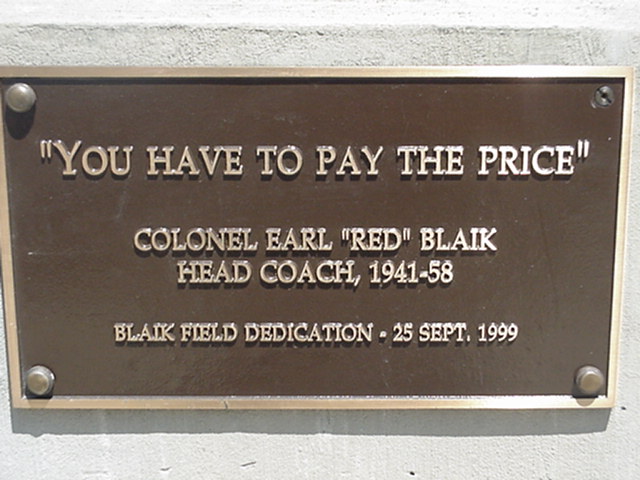 "YOU HAVE TO PAY THE PRICE"
COLONEL EARL "RED" BLAIK
HEAD COACH, 1941-58
BLAIK FIELD DEDICATION - 25 SEPT. 1999